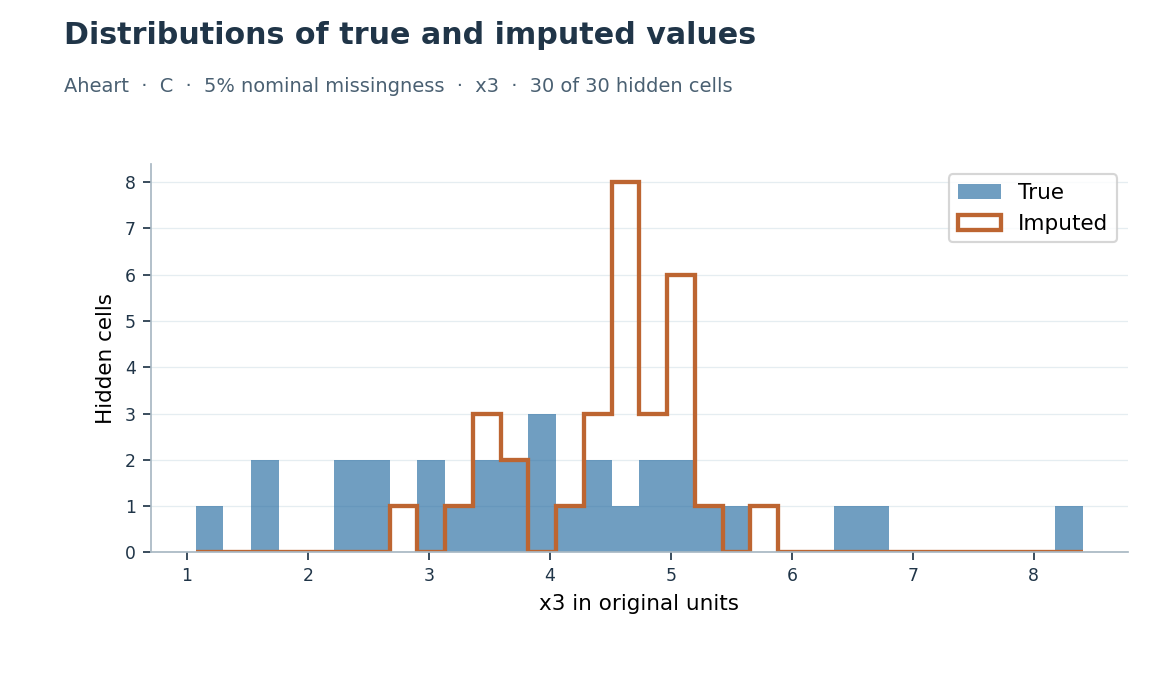 Distributions of true and imputed values
Aheart · C · 5% nominal missingness · x3 · 30 of 30 hidden cells
True
Imputed
Hidden cells
8
7
6
5
4
3
2
1
0
1 2 3 4 5 6 7 8
x3 in original units